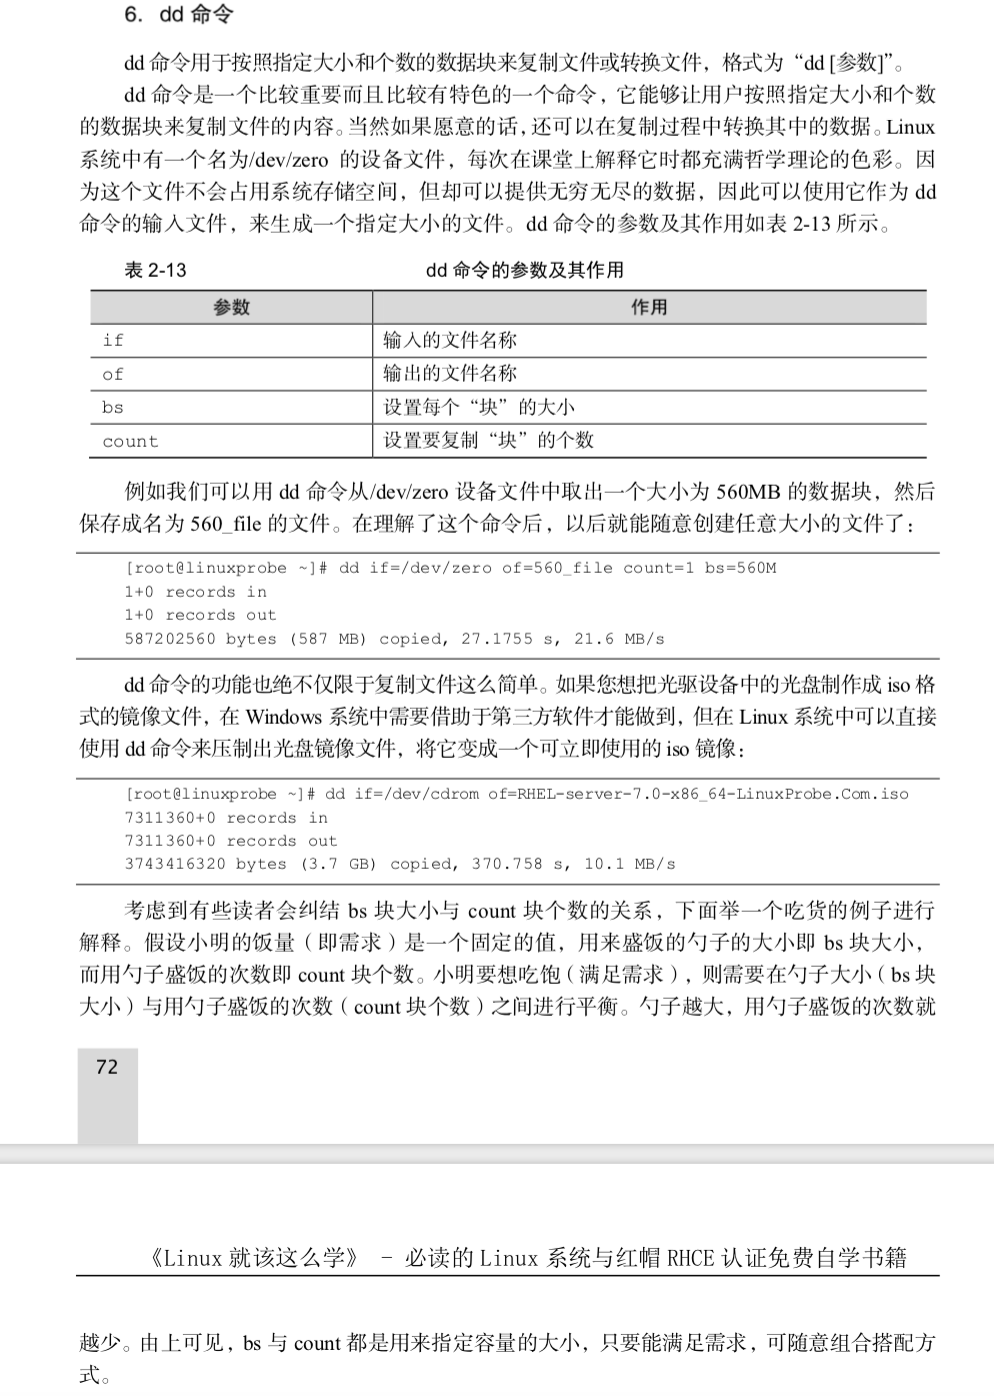 6. dd 命令
dd 命令用于按照指定大小和个数的数据块来复制文件或转换文件，格式为“dd [参数]”。
dd 命令是一个比较重要而且比较有特色的一个命令，它能够让用户按照指定大小和个数
的数据块来复制文件的内容。当然如果愿意的话，还可以在复制过程中转换其中的数据。Linux
系统中有一个名为/dev/zero 的设备文件，每次在课堂上解释它时都充满哲学理论的色彩。因
为这个文件不会占用系统存储空间，但却可以提供无穷无尽的数据，因此可以使用它作为 dd
命令的输入文件，来生成一个指定大小的文件。dd 命令的参数及其作用如表 2-13 所示。
表 2-13 dd 命令的参数及其作用
参数 作用
if 输入的文件名称
of 输出的文件名称
bs 设置每个“块”的大小
count 设置要复制“块”的个数
例如我们可以用 dd 命令从/dev/zero 设备文件中取出一个大小为 560MB 的数据块，然后
保存成名为 560_file 的文件。在理解了这个命令后，以后就能随意创建任意大小的文件了：
[root@linuxprobe ~]# dd if=/dev/zero of=560_file count=1 bs=560M
1+0 records in
1+0 records out
587202560 bytes (587 MB) copied, 27.1755 s, 21.6 MB/s
dd 命令的功能也绝不仅限于复制文件这么简单。如果您想把光驱设备中的光盘制作成 iso 格
式的镜像文件，在 Windows 系统中需要借助于第三方软件才能做到，但在 Linux 系统中可以直接
使用 dd 命令来压制出光盘镜像文件，将它变成一个可立即使用的 iso 镜像：
[root@linuxprobe ~]# dd if=/dev/cdrom of=RHEL-server-7.0-x86_64-LinuxProbe.Com.iso
7311360+0 records in
7311360+0 records out
3743416320 bytes (3.7 GB) copied, 370.758 s, 10.1 MB/s
考虑到有些读者会纠结 bs 块大小与 count 块个数的关系，下面举一个吃货的例子进行
解释。假设小明的饭量（即需求）是一个固定的值，用来盛饭的勺子的大小即 bs 块大小，
而用勺子盛饭的次数即 count 块个数。小明要想吃饱（满足需求），则需要在勺子大小（bs 块
大小）与用勺子盛饭的次数（count 块个数）之间进行平衡。勺子越大，用勺子盛饭的次数就
72
《Linux 就该这么学》 - 必读的 Linux 系统与红帽 RHCE 认证免费自学书籍
越少。由上可见，bs 与 count 都是用来指定容量的大小，只要能满足需求，可随意组合搭配方
式。